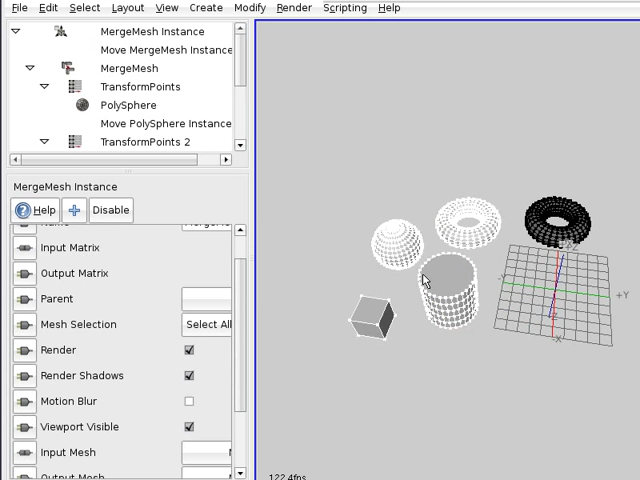 File Edit Select Layout View Create Modify Render Scripting Help
MergeMesh Instance
Move MergeMesh Instance
MergeMesh
TransformPoints
PolySphere
Move PolySphere Instance
TransformPoints 2
MergeMesh Instance
Help Disable
Input Matrix
Output Matrix
Parent
Mesh Selection Select All
Render
Render Shadows
Motion Blur
Viewport Visible
Input Mesh
Output Mesh
+Y
-X
122.4fps